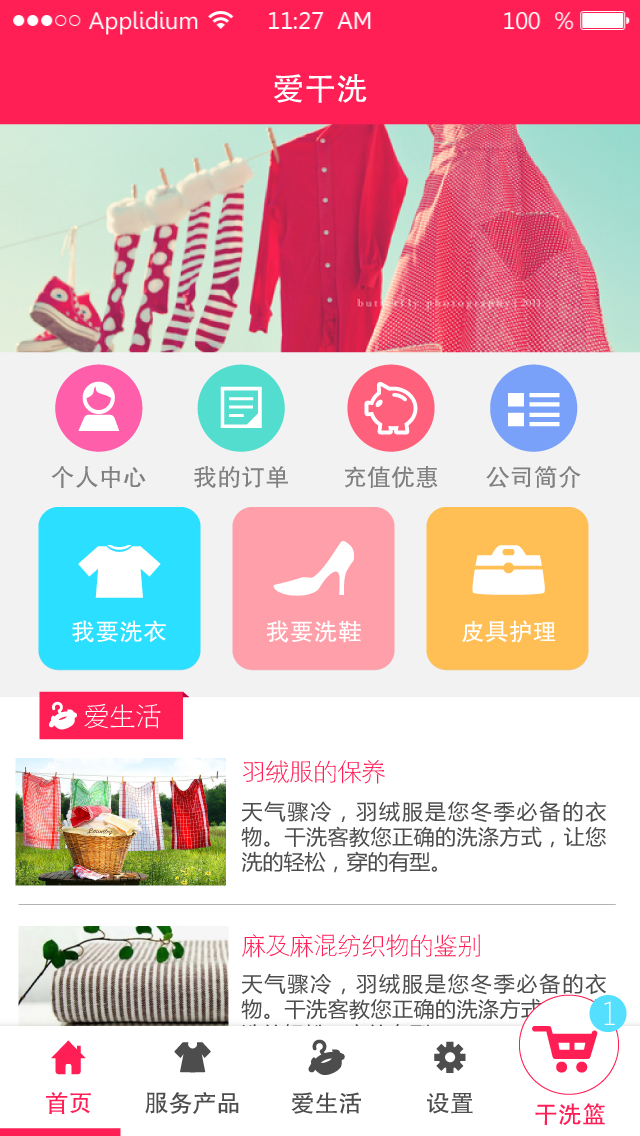 Applidium 11:27 AM 100 %
爱干洗
butterfly photography| 2011
个人中心 我的订单 充值优惠 公司简介
我要洗衣 我要洗鞋 皮具护理
爱生活
羽绒服的保养
天气骤冷，羽绒服是您冬季必备的衣
物。干洗客教您正确的洗涤方式，让您
洗的轻松，穿的有型。
麻及麻混纺织物的鉴别
天气骤冷，羽绒服是您冬季必备的衣
物。干洗客教您正确的洗涤方式
1
首页 服务产品 爱生活 设置 干洗篮